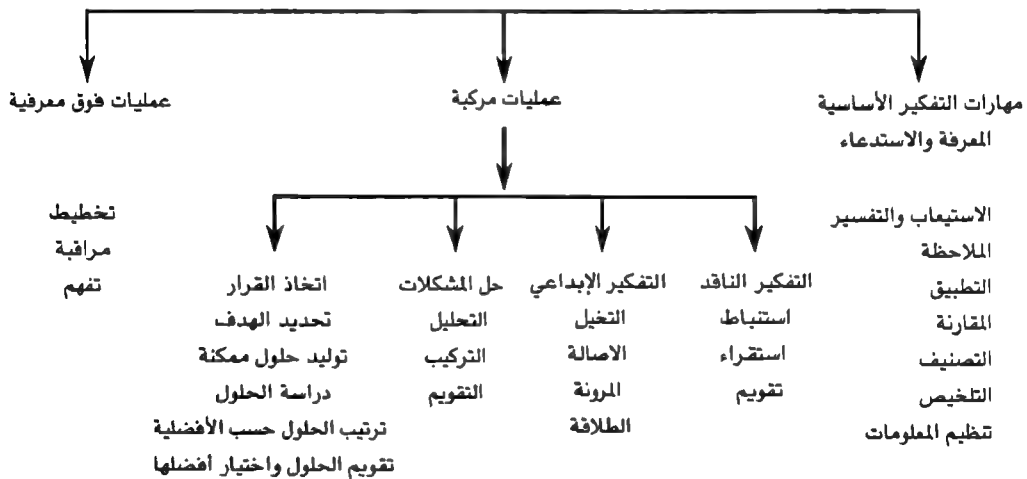 مهارات التفكير الأساسية
المعرفة والاستدعاء
الاستيعاب والتفسير
الملاحظة
التطبيق
المقارنة
التصنيف
التلخيص
تنظيم المعلومات
عمليات مركبة
التفكير الناقد
استنباط
استقراء
تقويم
التفكير الإبداعي
التخيل
الاصالة
المرونة
الطلاقة
حل المشكلات
التحليل
التركيب
التقويم
اتخاذ القرار
تحديد الهدف
توليد حلول ممكنة
دراسة الحلول
ترتيب الحلول حسب الأفضلية
تقويم الحلول واختيار أفضلها
عمليات فوق معرفية
تخطيط
مراقبة
تفهم